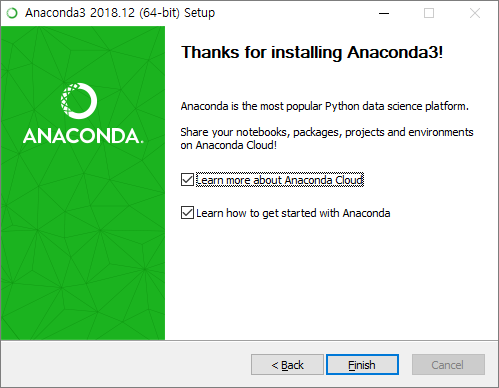 Anaconda3 2018.12 (64-bit) Setup
Thanks for installing Anaconda3!
Anaconda is the most popular Python data science platform.
Share your notebooks, packages, projects and environments
on Anaconda Cloud!
ANACONDA.
Learn more about Anaconda Cloud
Learn how to get started with Anaconda
< Back
Finish
Cancel